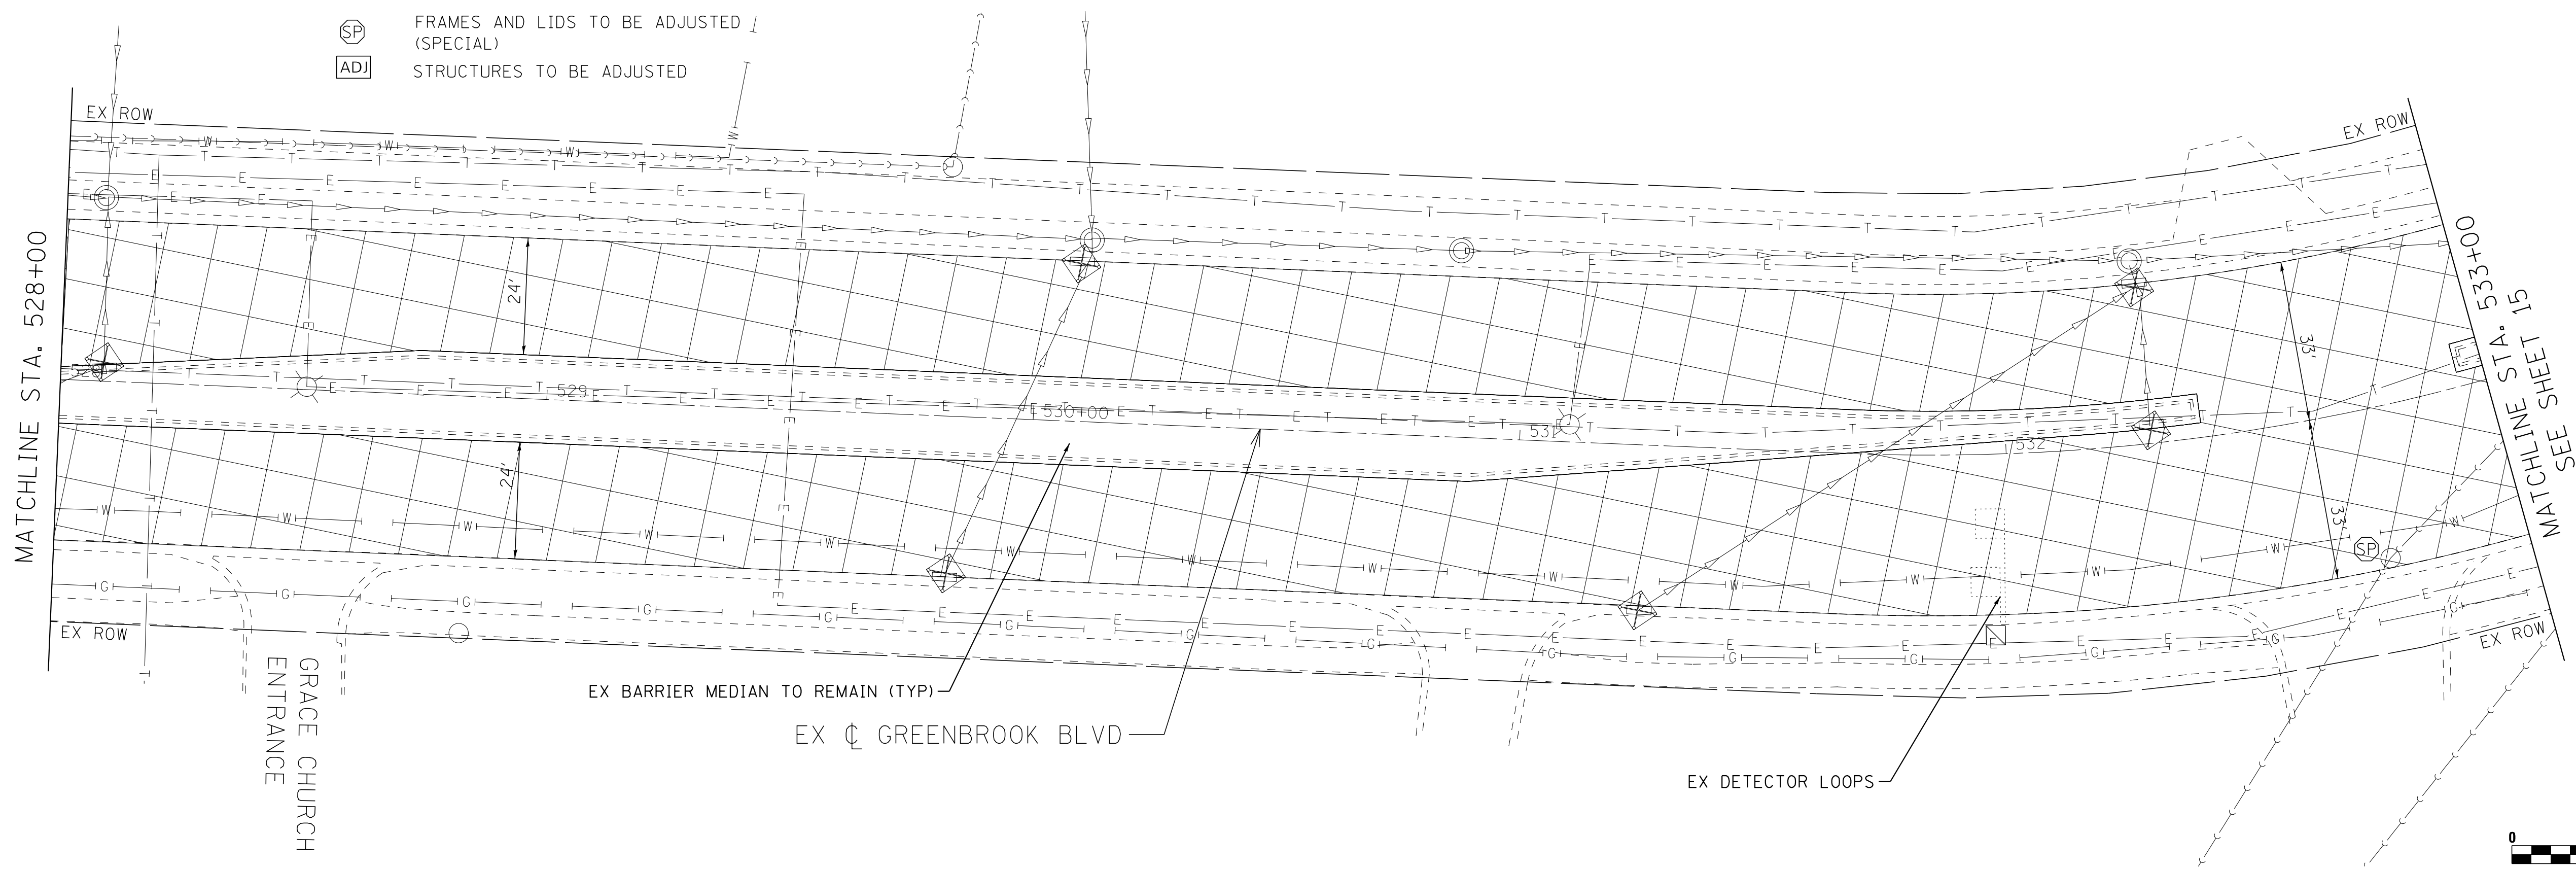 SP FRAMES AND LIDS TO BE ADJUSTED
(SPECIAL)
ADJ STRUCTURES TO BE ADJUSTED
EX ROW
EX ROW
MATCHLINE STA. 528+00
24'
33'
MATCHLINE STA. 533+00
SEE SHEET 15
529
530+00
531
532
24'
33'
SP
EX ROW
EX ROW
GRACE CHURCH
ENTRANCE
EX BARRIER MEDIAN TO REMAIN (TYP)
EX ℄ GREENBROOK BLVD
EX DETECTOR LOOPS
0